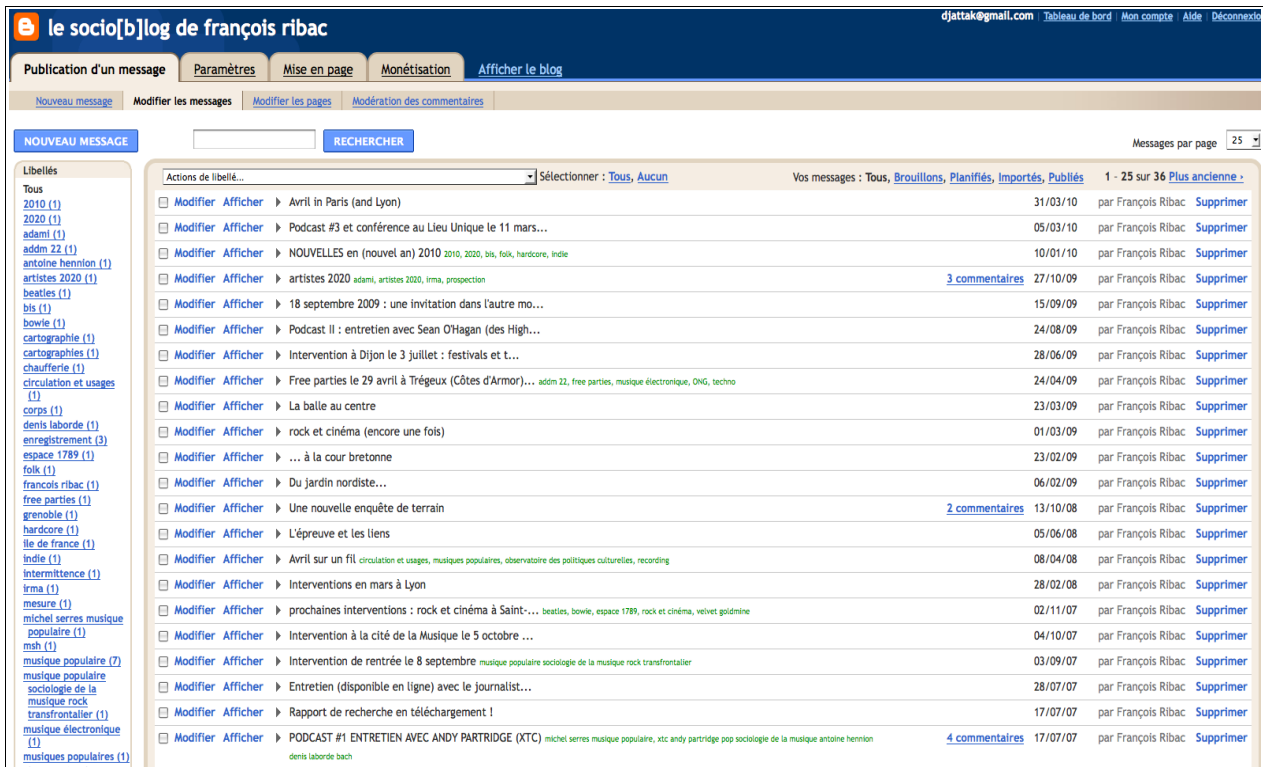 le socio[b]log de françois ribac
djattak@gmail.com | Tableau de bord | Mon compte | Aide | Déconnexio
Publication d'un message Paramètres Mise en page Monétisation Afficher le blog
Nouveau message Modifier les messages Modifier les pages Modération des commentaires
NOUVEAU MESSAGE RECHERCHER Messages par page 25
Libellés
Tous
2010 (1)
2020 (1)
adami (1)
addm 22 (1)
antoine hennion (1)
artistes 2020 (1)
beatles (1)
bis (1)
bowie (1)
cartographie (1)
cartographies (1)
chaufferie (1)
circulation et usages
(1)
corps (1)
denis laborde (1)
enregistrement (3)
espace 1789 (1)
folk (1)
francois ribac (1)
free parties (1)
grenoble (1)
hardcore (1)
ile de france (1)
indie (1)
intermittence (1)
irma (1)
mesure (1)
michel serres musique
populaire (1)
msh (1)
musique populaire (7)
musique populaire
sociologie de la
musique rock
transfrontalier (1)
musique électronique
(1)
musiques populaires (1)
Actions de libellé... Sélectionner : Tous, Aucun Vos messages : Tous, Brouillons, Planifiés, Importés, Publiés 1 - 25 sur 36 Plus ancienne ›
Modifier Afficher Avril in Paris (and Lyon) 31/03/10 par François Ribac Supprimer
Modifier Afficher Podcast #3 et conférence au Lieu Unique le 11 mars... 05/03/10 par François Ribac Supprimer
Modifier Afficher NOUVELLES en (nouvel an) 2010 2010, 2020, bis, folk, hardcore, indie 10/01/10 par François Ribac Supprimer
Modifier Afficher artistes 2020 adami, artistes 2020, irma, prospection 3 commentaires 27/10/09 par François Ribac Supprimer
Modifier Afficher 18 septembre 2009 : une invitation dans l'autre mo... 15/09/09 par François Ribac Supprimer
Modifier Afficher Podcast II : entretien avec Sean O'Hagan (des High... 24/08/09 par François Ribac Supprimer
Modifier Afficher Intervention à Dijon le 3 juillet : festivals et t... 28/06/09 par François Ribac Supprimer
Modifier Afficher Free parties le 29 avril à Trégeux (Côtes d'Armor)... addm 22, free parties, musique électronique, ONG, techno 24/04/09 par François Ribac Supprimer
Modifier Afficher La balle au centre 23/03/09 par François Ribac Supprimer
Modifier Afficher rock et cinéma (encore une fois) 01/03/09 par François Ribac Supprimer
Modifier Afficher ... à la cour bretonne 23/02/09 par François Ribac Supprimer
Modifier Afficher Du jardin nordiste... 06/02/09 par François Ribac Supprimer
Modifier Afficher Une nouvelle enquête de terrain 2 commentaires 13/10/08 par François Ribac Supprimer
Modifier Afficher L'épreuve et les liens 05/06/08 par François Ribac Supprimer
Modifier Afficher Avril sur un fil circulation et usages, musiques populaires, observatoire des politiques culturelles, recording 08/04/08 par François Ribac Supprimer
Modifier Afficher Interventions en mars à Lyon 28/02/08 par François Ribac Supprimer
Modifier Afficher prochaines interventions : rock et cinéma à Saint-... beatles, bowie, espace 1789, rock et cinéma, velvet goldmine 02/11/07 par François Ribac Supprimer
Modifier Afficher Intervention à la cité de la Musique le 5 octobre ... 04/10/07 par François Ribac Supprimer
Modifier Afficher Intervention de rentrée le 8 septembre musique populaire sociologie de la musique rock transfrontalier 03/09/07 par François Ribac Supprimer
Modifier Afficher Entretien (disponible en ligne) avec le journalist... 28/07/07 par François Ribac Supprimer
Modifier Afficher Rapport de recherche en téléchargement ! 17/07/07 par François Ribac Supprimer
Modifier Afficher PODCAST #1 ENTRETIEN AVEC ANDY PARTRIDGE (XTC) michel serres musique populaire, xtc andy partridge pop sociologie de la musique antoine hennion 4 commentaires 17/07/07 par François Ribac Supprimer
denis laborde bach